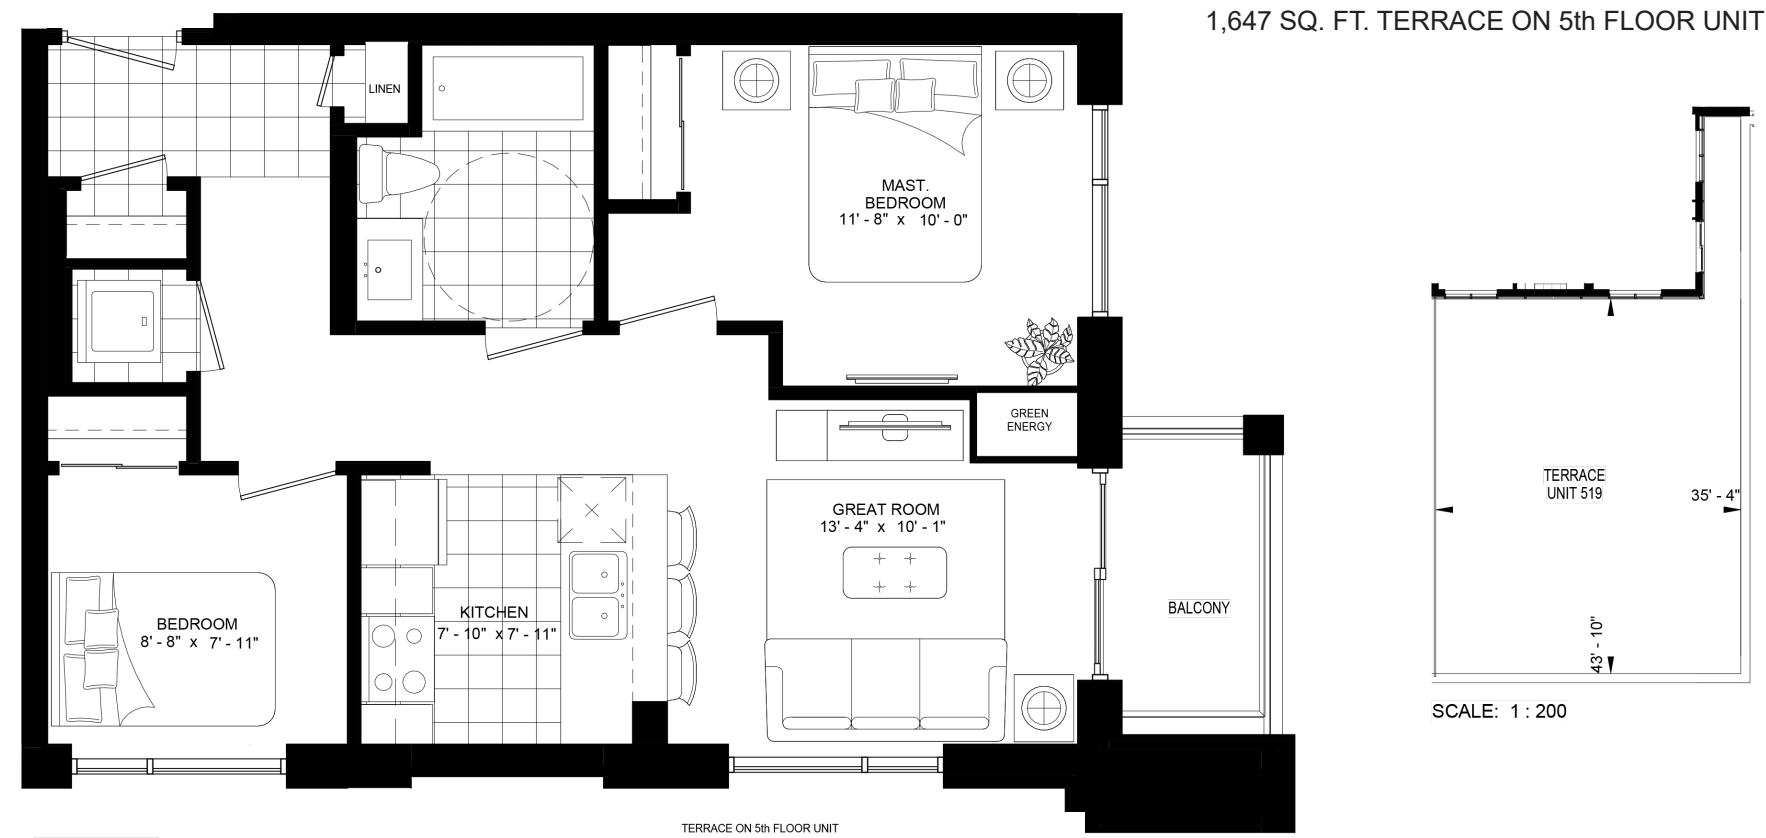 1,647 SQ. FT. TERRACE ON 5th FLOOR UNIT
LINEN
MAST.
BEDROOM
11' - 8" x 10' - 0"
GREEN
ENERGY
GREAT ROOM
13' - 4" x 10' - 1"
KITCHEN
7' - 10" x 7' - 11"
BEDROOM
8' - 8" x 7' - 11"
BALCONY
TERRACE ON 5th FLOOR UNIT
TERRACE
UNIT 519
35' - 4"
43' - 10"
SCALE: 1 : 200